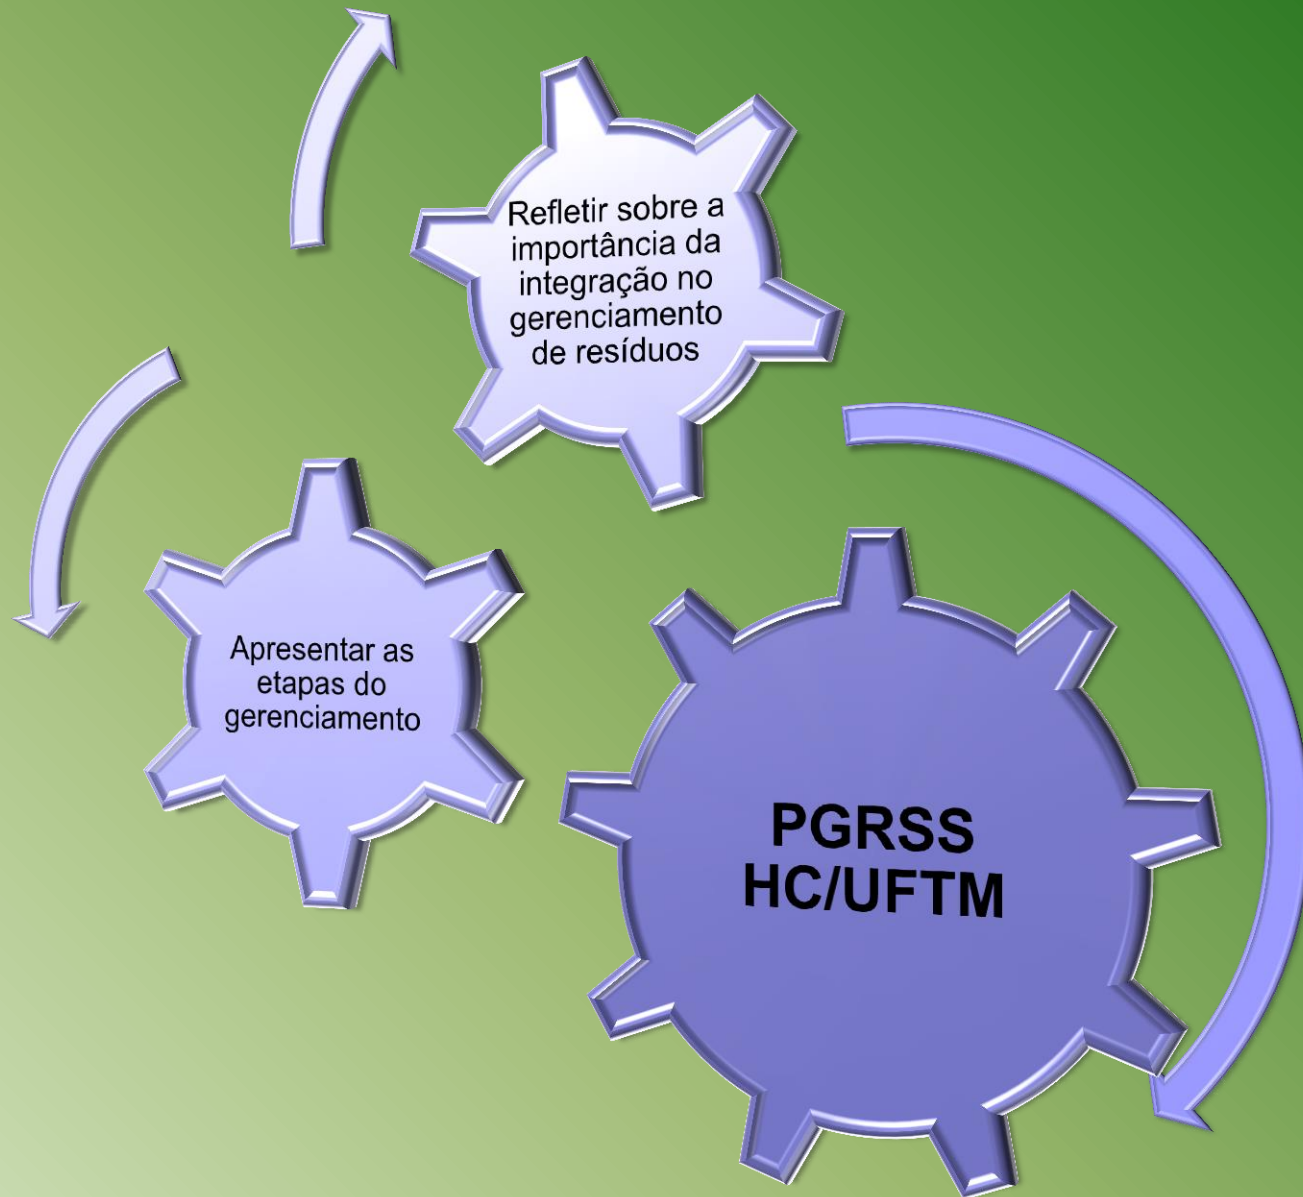 Refletir sobre a
importância da
integração no
gerenciamento
de resíduos
Apresentar as
etapas do
gerenciamento
PGRSS
HC/UFTM